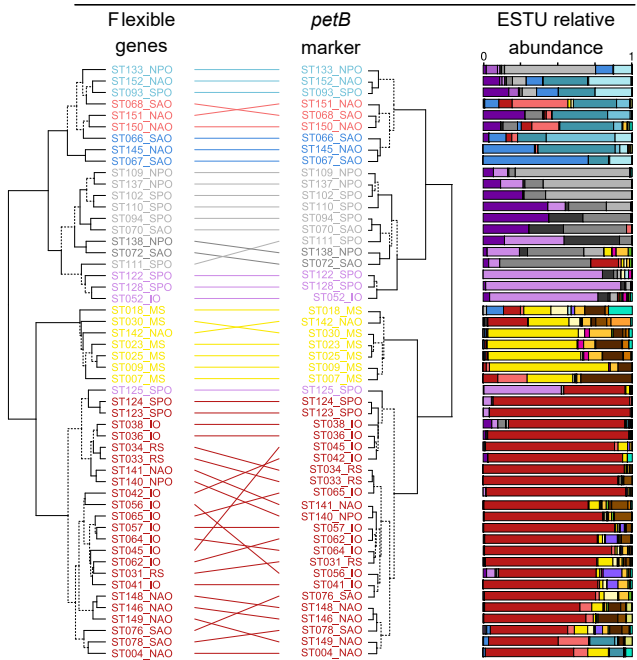 Flexible genes
petB marker
ESTU relative abundance
0
1
ST133_NPO ST133_NPO
ST152_NAO ST152_NAO
ST093_SPO ST093_SPO
ST068_SAO ST151_NAO
ST151_NAO ST068_SAO
ST150_NAO ST150_NAO
ST066_SAO ST066_SAO
ST145_NAO ST145_NAO
ST067_SAO ST067_SAO
ST109_NPO ST109_NPO
ST137_NPO ST137_NPO
ST102_SPO ST102_SPO
ST110_SPO ST110_SPO
ST094_SPO ST094_SPO
ST070_SAO ST070_SAO
ST138_NPO ST111_SPO
ST072_SAO ST138_NPO
ST111_SPO ST072_SAO
ST122_SPO ST122_SPO
ST128_SPO ST128_SPO
ST052_IO ST052_IO
ST018_MS ST018_MS
ST030_MS ST142_NAO
ST142_NAO ST030_MS
ST023_MS ST023_MS
ST025_MS ST025_MS
ST009_MS ST009_MS
ST007_MS ST007_MS
ST125_SPO ST125_SPO
ST124_SPO ST124_SPO
ST123_SPO ST123_SPO
ST038_IO ST038_IO
ST036_IO ST036_IO
ST034_RS ST045_IO
ST033_RS ST042_IO
ST141_NAO ST034_RS
ST140_NPO ST033_RS
ST042_IO ST065_IO
ST056_IO ST141_NAO
ST065_IO ST140_NPO
ST057_IO ST057_IO
ST064_IO ST062_IO
ST045_IO ST064_IO
ST062_IO ST031_RS
ST031_RS ST056_IO
ST041_IO ST041_IO
ST148_NAO ST076_SAO
ST146_NAO ST148_NAO
ST149_NAO ST146_NAO
ST076_SAO ST078_SAO
ST078_SAO ST149_NAO
ST004_NAO ST004_NAO